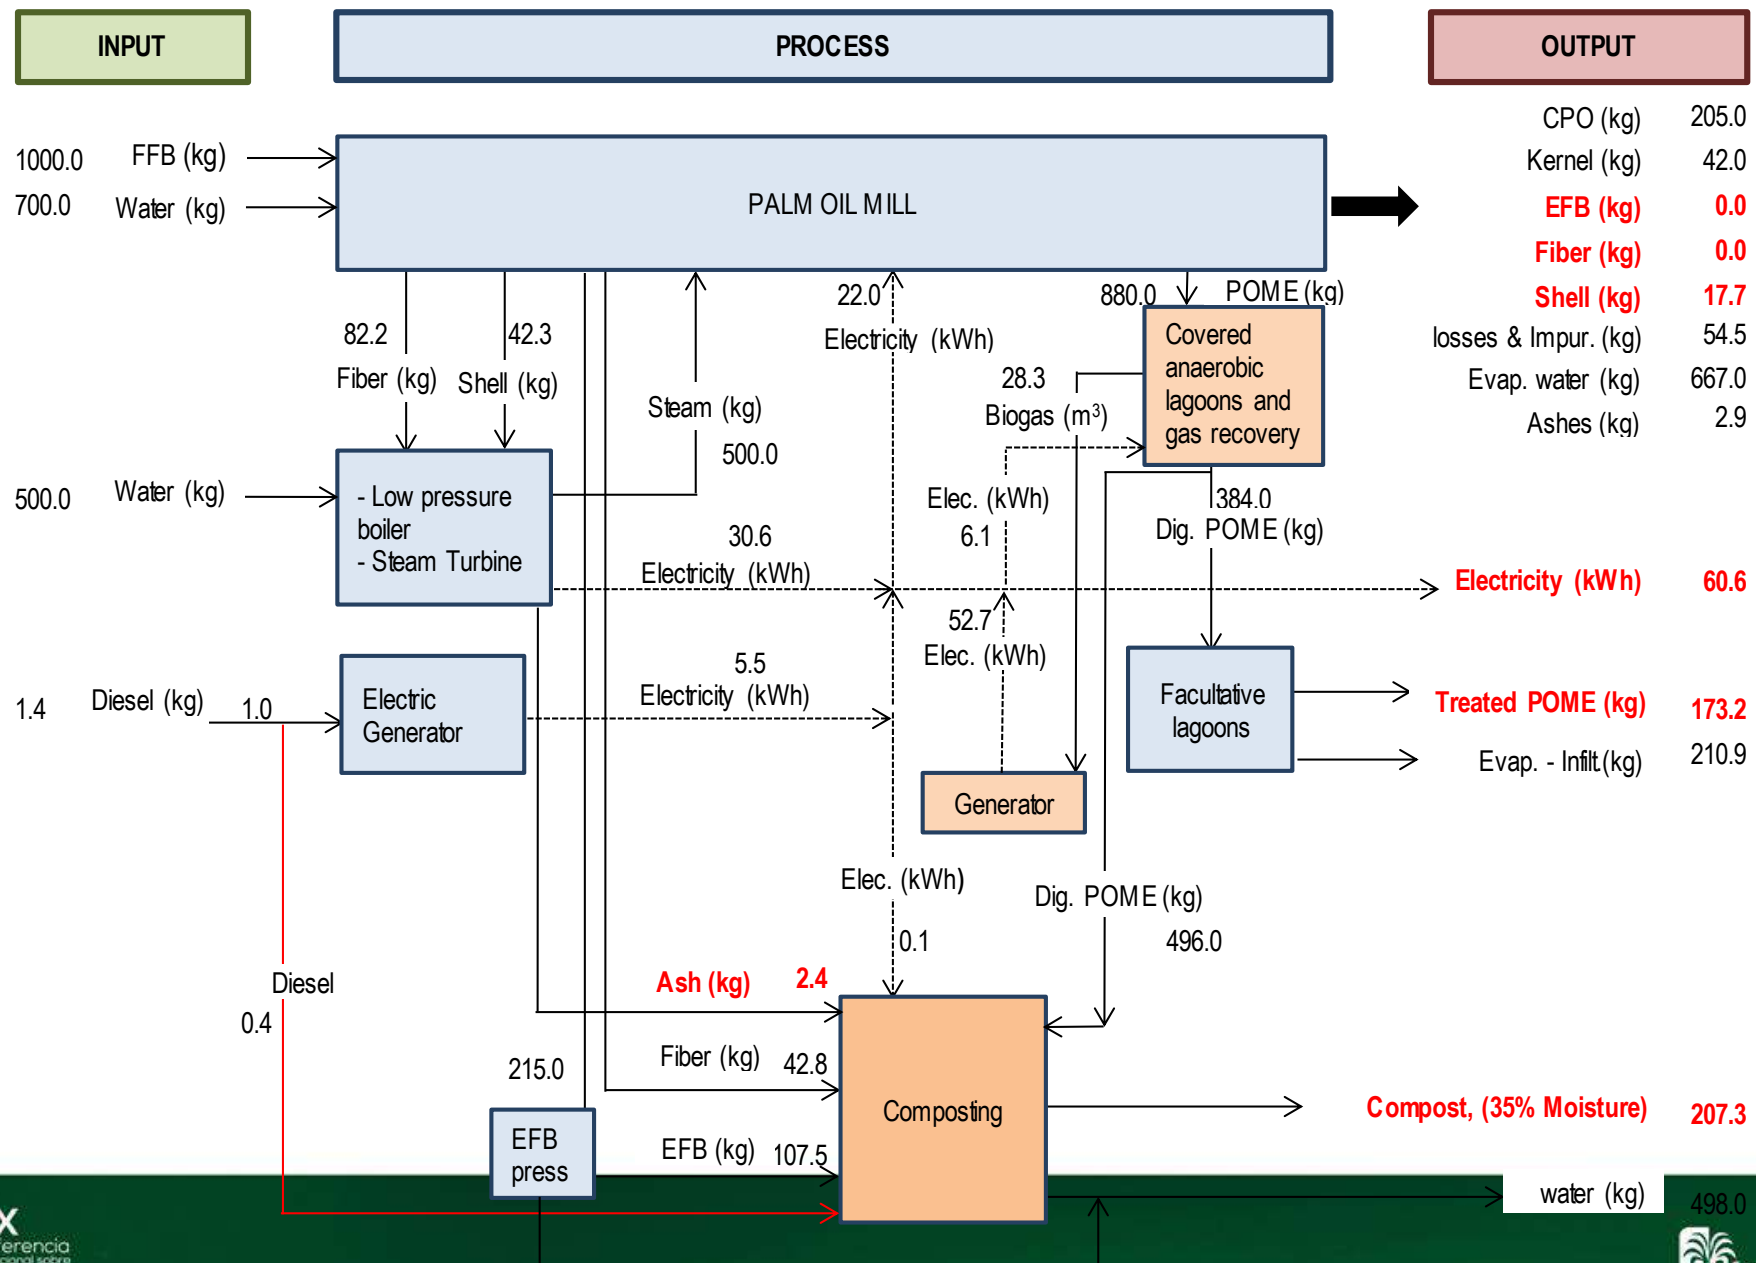 INPUT
PROCESS
OUTPUT
CPO (kg) 205.0
1000.0 FFB (kg)
Kernel (kg) 42.0
700.0 Water (kg)
PALM OIL MILL
EFB (kg) 0.0
Fiber (kg) 0.0
22.0
880.0 POME (kg)
Shell (kg) 17.7
82.2
42.3
Electricity (kWh)
Covered
anaerobic
lagoons and
gas recovery
losses & Impur. (kg) 54.5
Fiber (kg)
Shell (kg)
28.3
Biogas (m³)
Evap. water (kg) 667.0
Steam (kg)
500.0
Ashes (kg) 2.9
500.0 Water (kg)
- Low pressure
boiler
- Steam Turbine
Elec. (kWh)
6.1
384.0
Dig. POME (kg)
30.6
Electricity (kWh)
Electricity (kWh) 60.6
52.7
Elec. (kWh)
5.5
Electricity (kWh)
1.4 Diesel (kg) 1.0
Electric
Generator
Facultative
lagoons
Treated POME (kg) 173.2
Evap. - Infilt.(kg) 210.9
Generator
Elec. (kWh)
0.1
Dig. POME (kg)
496.0
Diesel
0.4
Ash (kg) 2.4
215.0
Fiber (kg) 42.8
Composting
Compost, (35% Moisture) 207.3
EFB
press
EFB (kg) 107.5
water (kg) 498.0
X
ferencia